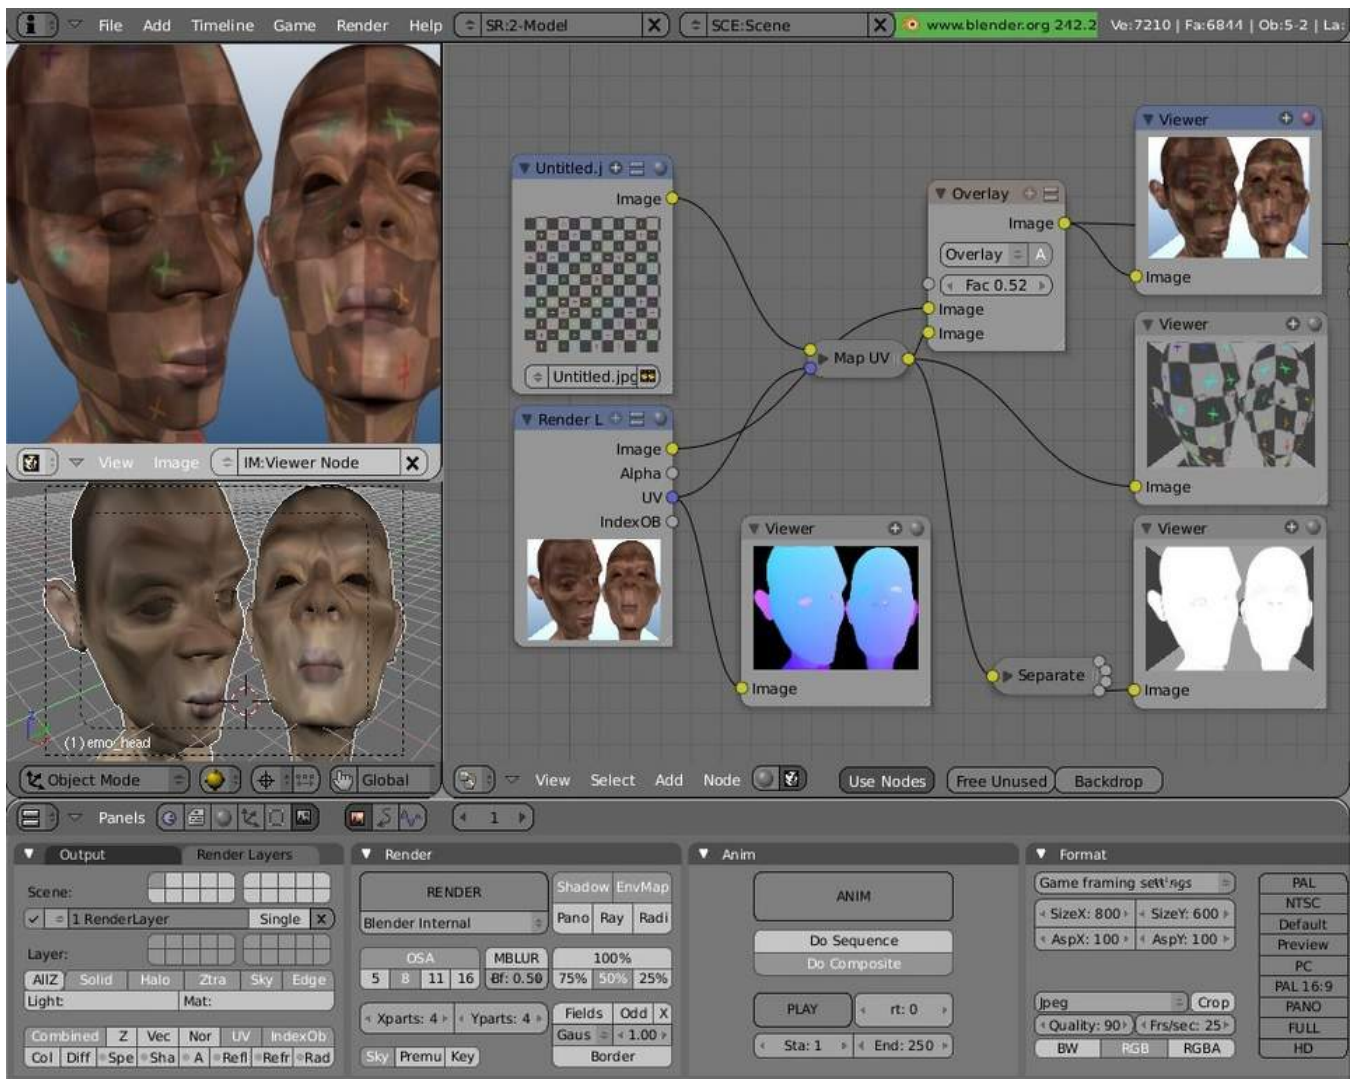 File Add Timeline Game Render Help SR:2-Model X SCE:Scene X www.blender.org 242.2 Ve:7210 | Fa:6844 | Ob:5-2 | La:
Viewer
Image
Untitled.j
Image
Untitled.jpg
Overlay
Image
Overlay A
Fac 0.52
Image
Image
Map UV
Viewer
Image
Render L
Image
Alpha
UV
IndexOB
Viewer
Image
Viewer
Image
Separate
View Image IM:Viewer Node X
(1) emo_head
Object Mode Global
View Select Add Node Use Nodes Free Unused Backdrop
Panels 1
Output Render Layers
Scene:
1 RenderLayer Single X
Layer:
AllZ Solid Halo Ztra Sky Edge
Light: Mat:
Combined Z Vec Nor UV IndexOb
Col Diff Spe Sha A Refl Refr Rad
Render
RENDER
Blender Internal
Shadow EnvMap
Pano Ray Radi
OSA MBLUR 100%
5 8 11 16 Bf: 0.50 75% 50% 25%
Xparts: 4 Yparts: 4
Fields Odd X
Gaus 1.00
Sky Premu Key Border
Anim
ANIM
Do Sequence
Do Composite
PLAY rt: 0
Sta: 1 End: 250
Format
Game framing settings
SizeX: 800 SizeY: 600
AspX: 100 AspY: 100
Jpeg Crop
Quality: 90 Frs/sec: 25
BW RGB RGBA
PAL
NTSC
Default
Preview
PC
PAL 16:9
PANO
FULL
HD